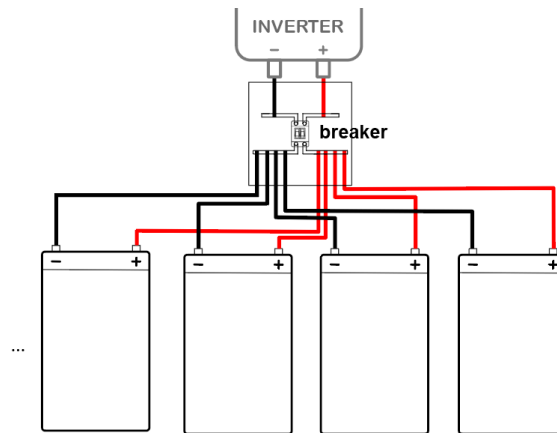 INVERTER
− +
breaker
− + − + − + − +
...